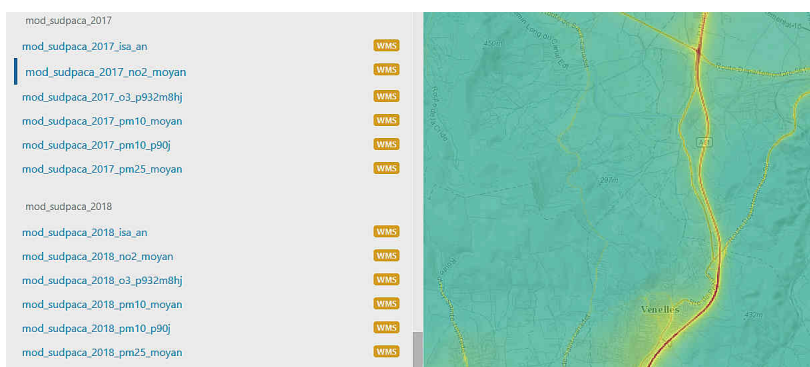 mod_sudpaca_2017
mod_sudpaca_2017_isa_an WMS
mod_sudpaca_2017_no2_moyan WMS
mod_sudpaca_2017_o3_p932m8hj WMS
mod_sudpaca_2017_pm10_moyan WMS
mod_sudpaca_2017_pm10_p90j WMS
mod_sudpaca_2017_pm25_moyan WMS
mod_sudpaca_2018
mod_sudpaca_2018_isa_an WMS
mod_sudpaca_2018_no2_moyan WMS
mod_sudpaca_2018_o3_p932m8hj WMS
mod_sudpaca_2018_pm10_moyan WMS
mod_sudpaca_2018_pm10_p90j WMS
mod_sudpaca_2018_pm25_moyan WMS
297m
Venelles